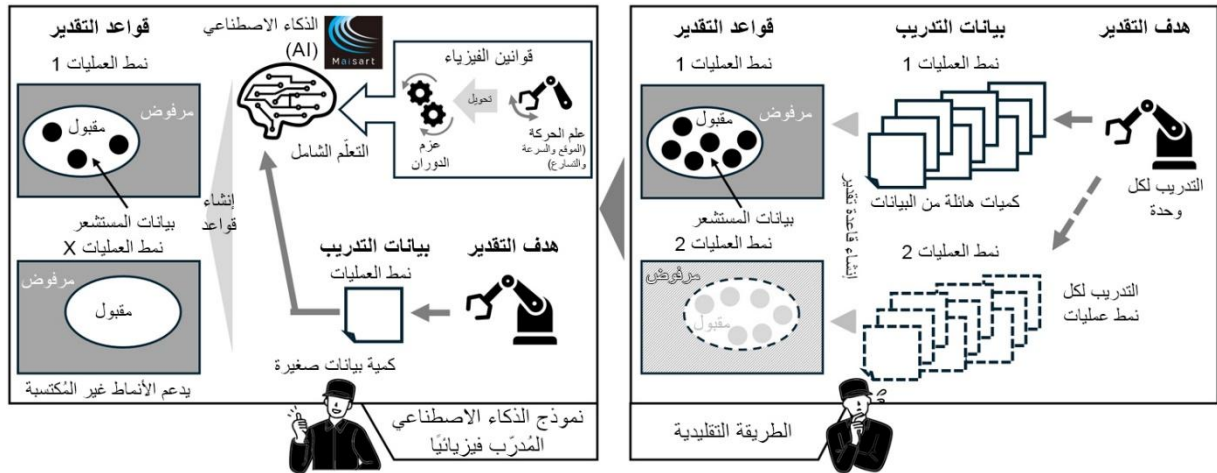 هدف التقدير
بيانات التدريب
قواعد التقدير
نمط العمليات 1
نمط العمليات 1
مرفوض
مقبول
التدريب لكل
وحدة
كميات هائلة من البيانات
بيانات المستشعر
إنشاء قاعدة تقدير
نمط العمليات 2
نمط العمليات 2
مرفوض
مقبول
التدريب لكل
نمط عمليات
الطريقة التقليدية
قواعد التقدير
نمط العمليات 1
مرفوض
مقبول
بيانات المستشعر
الذكاء الاصطناعي
(AI)
Maisart
التعلّم الشامل
قوانين الفيزياء
تحويل
علم الحركة
(الموقع والسرعة
والتسارع)
عزم
الدوران
إنشاء
قواعد
نمط العمليات X
مرفوض
مقبول
يدعم الأنماط غير المُكتسبة
هدف التقدير
بيانات التدريب
نمط العمليات
كمية بيانات صغيرة
نموذج الذكاء الاصطناعي
المُدرّب فيزيائيًا